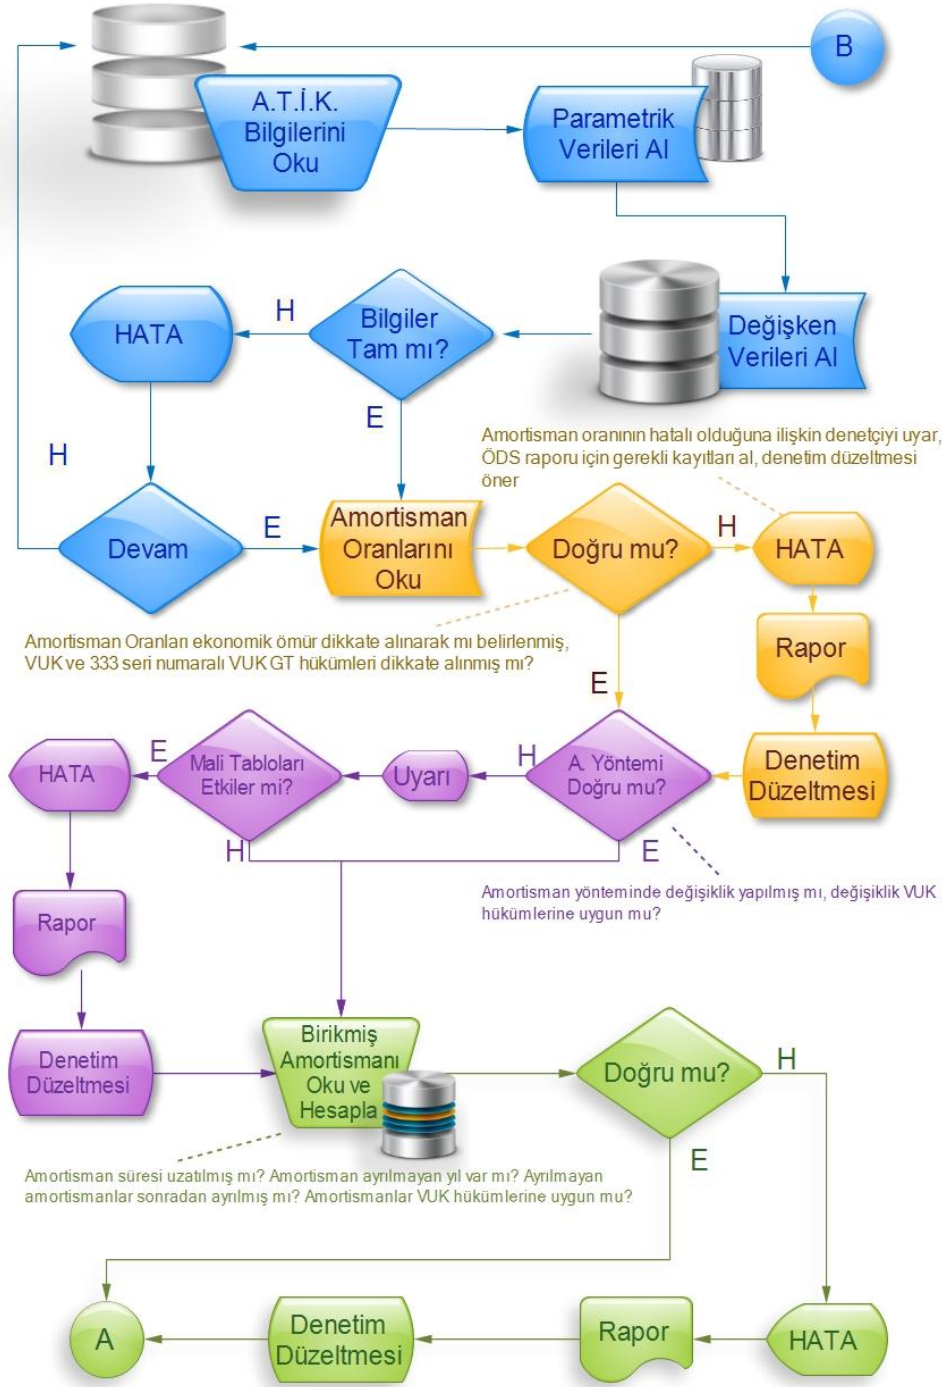 B
A.T.İ.K.
Bilgilerini
Oku
Parametrik
Verileri Al
HATA
H
Bilgiler
Tam mı?
Değişken
Verileri Al
E
H
Amortisman oranının hatalı olduğuna ilişkin denetçiyi uyar,
ÖDS raporu için gerekli kayıtları al, denetim düzeltmesi
öner
Devam
E
Amortisman
Oranlarını
Oku
Doğru mu?
H
HATA
Amortisman Oranları ekonomik ömür dikkate alınarak mı belirlenmiş,
VUK ve 333 seri numaralı VUK GT hükümleri dikkate alınmış mı?
Rapor
E
HATA
E
Mali Tabloları
Etkiler mi?
Uyarı
H
A. Yöntemi
Doğru mu?
Denetim
Düzeltmesi
H
E
Amortisman yönteminde değişiklik yapılmış mı, değişiklik VUK
hükümlerine uygun mu?
Rapor
Denetim
Düzeltmesi
Birikmiş
Amortismanı
Oku ve
Hesapla
Doğru mu?
H
E
Amortisman süresi uzatılmış mı? Amortisman ayrılmayan yıl var mı? Ayrılmayan
amortismanlar sonradan ayrılmış mı? Amortismanlar VUK hükümlerine uygun mu?
A
Denetim
Düzeltmesi
Rapor
HATA